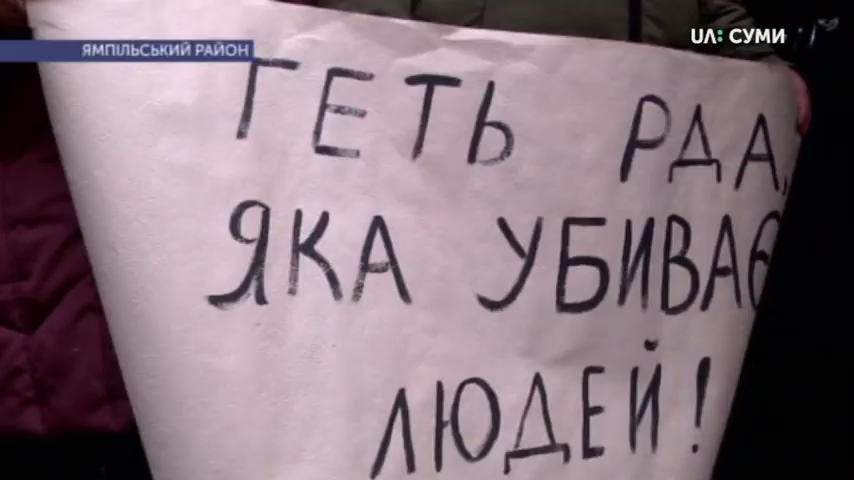 ЯМПІЛЬСЬКИЙ РАЙОН
UA: СУМИ
ГЕТЬ РДА,
ЯКА УБИВАЄ
ЛЮДЕЙ!